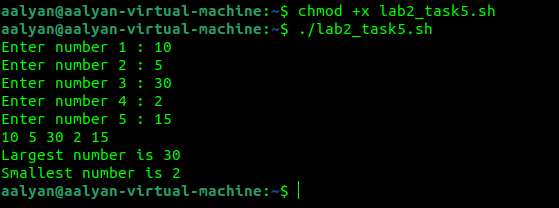 aalyan@aalyan-virtual-machine:~$ chmod +x lab2_task5.sh
aalyan@aalyan-virtual-machine:~$ ./lab2_task5.sh
Enter number 1 : 10
Enter number 2 : 5
Enter number 3 : 30
Enter number 4 : 2
Enter number 5 : 15
10 5 30 2 15
Largest number is 30
Smallest number is 2
aalyan@aalyan-virtual-machine:~$